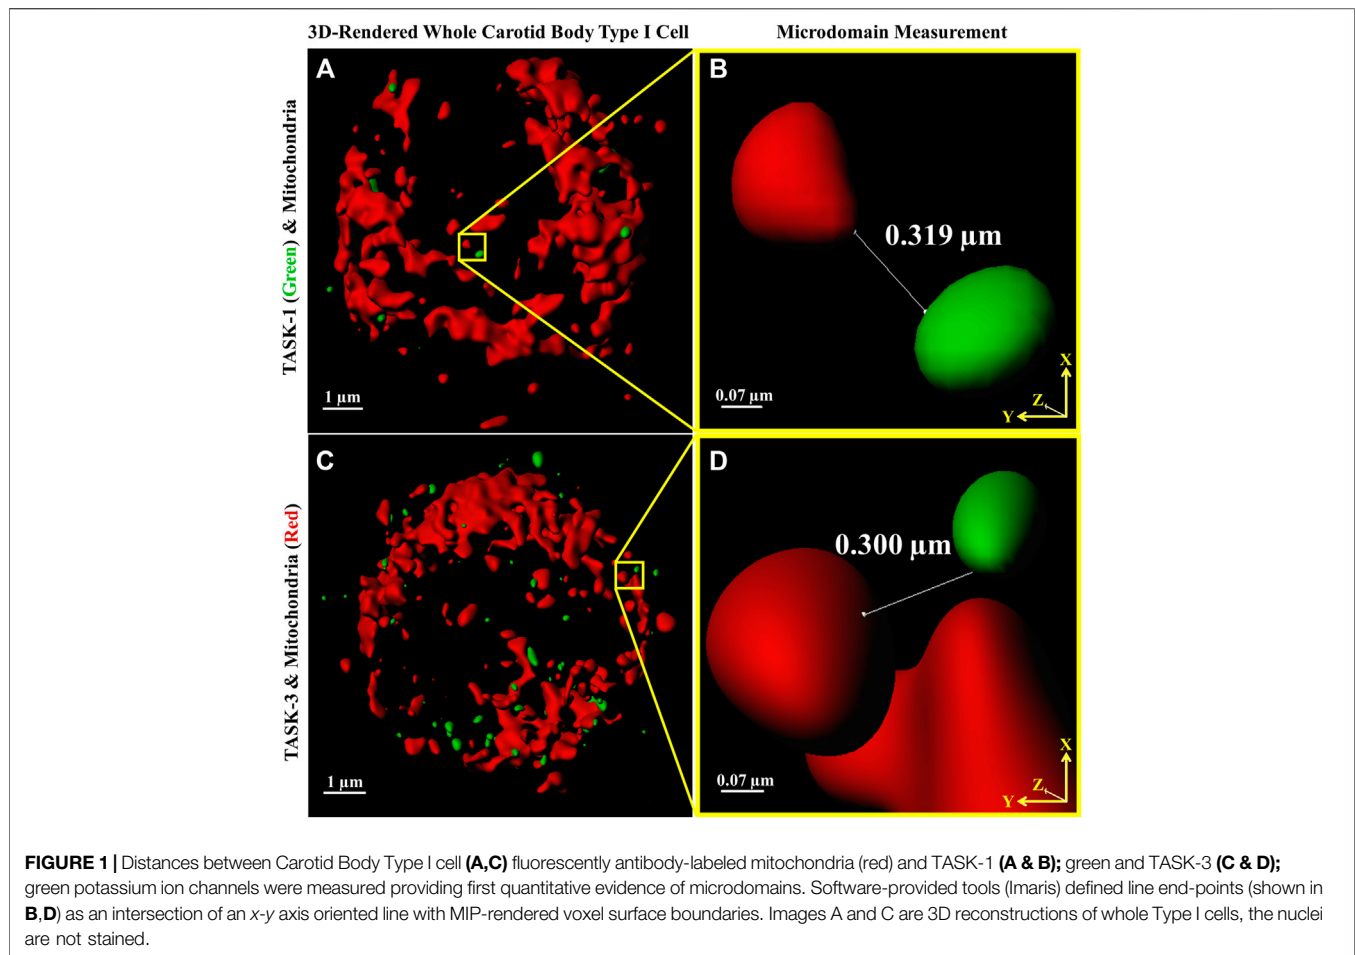 3D-Rendered Whole Carotid Body Type I Cell
Microdomain Measurement
TASK-1 (Green) & Mitochondria
A
1 µm
B
0.319 µm
0.07 µm
X
Z
Y
TASK-3 & Mitochondria (Red)
C
1 µm
D
0.300 µm
0.07 µm
X
Z
Y
FIGURE 1 | Distances between Carotid Body Type I cell (A,C) fluorescently antibody-labeled mitochondria (red) and TASK-1 (A & B); green and TASK-3 (C & D);
green potassium ion channels were measured providing first quantitative evidence of microdomains. Software-provided tools (Imaris) defined line end-points (shown in
B,D) as an intersection of an x-y axis oriented line with MIP-rendered voxel surface boundaries. Images A and C are 3D reconstructions of whole Type I cells, the nuclei
are not stained.